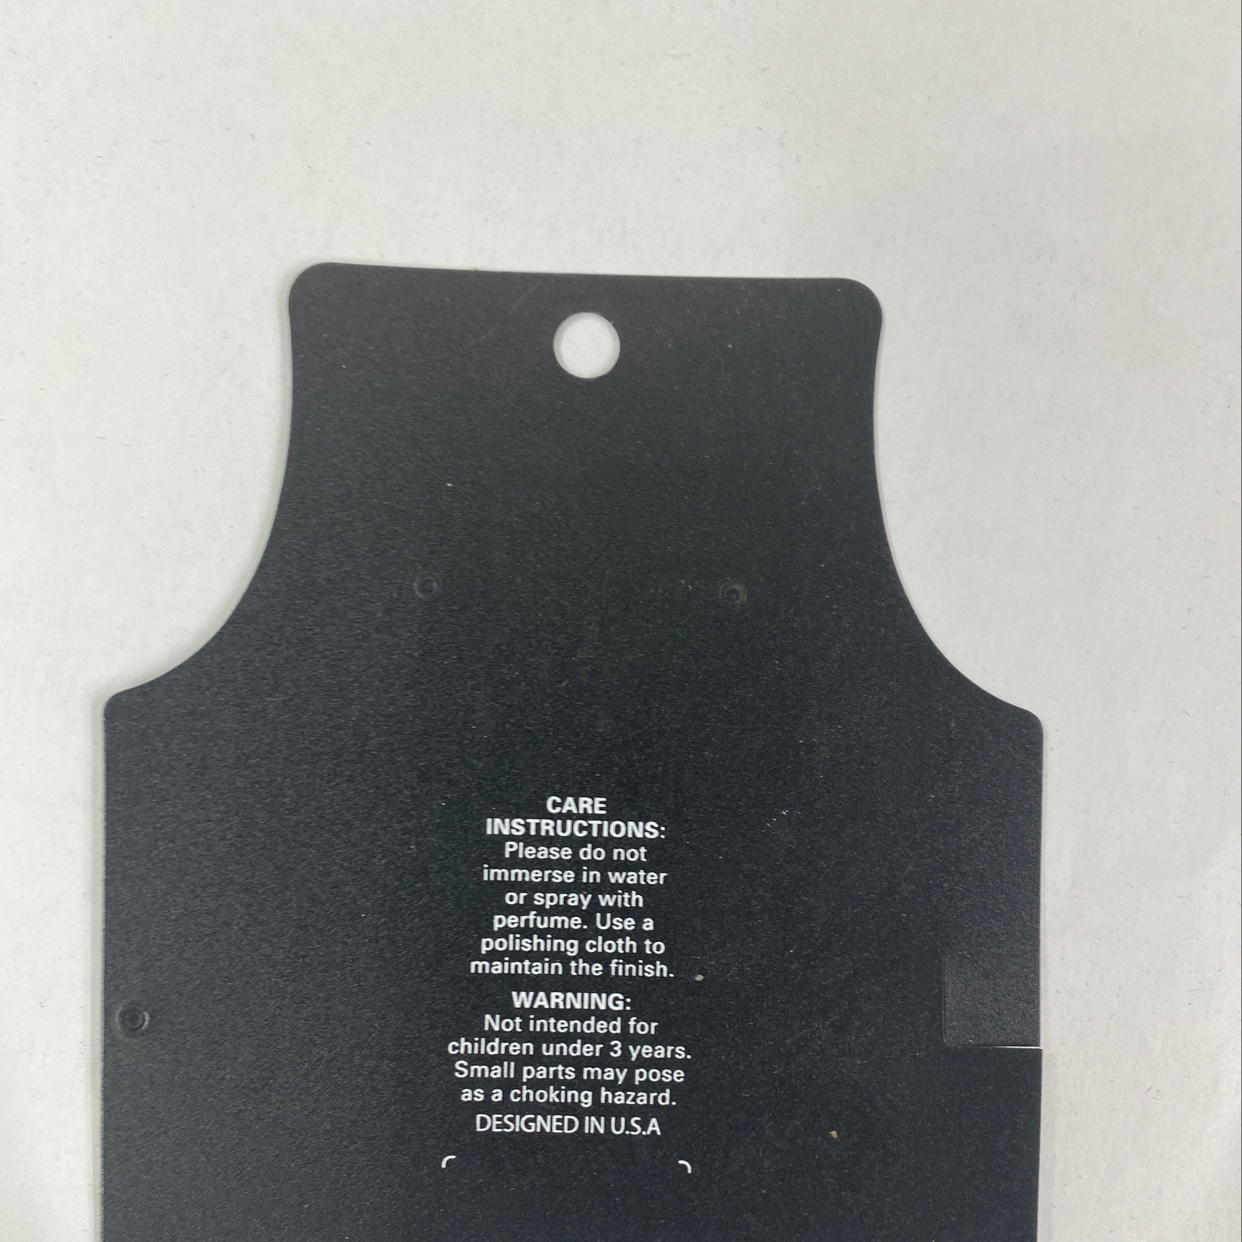 CARE
INSTRUCTIONS:
Please do not
immerse in water
or spray with
perfume. Use a
polishing cloth to
maintain the finish.
WARNING:
Not intended for
children under 3 years.
Small parts may pose
as a choking hazard.
DESIGNED IN U.S.A